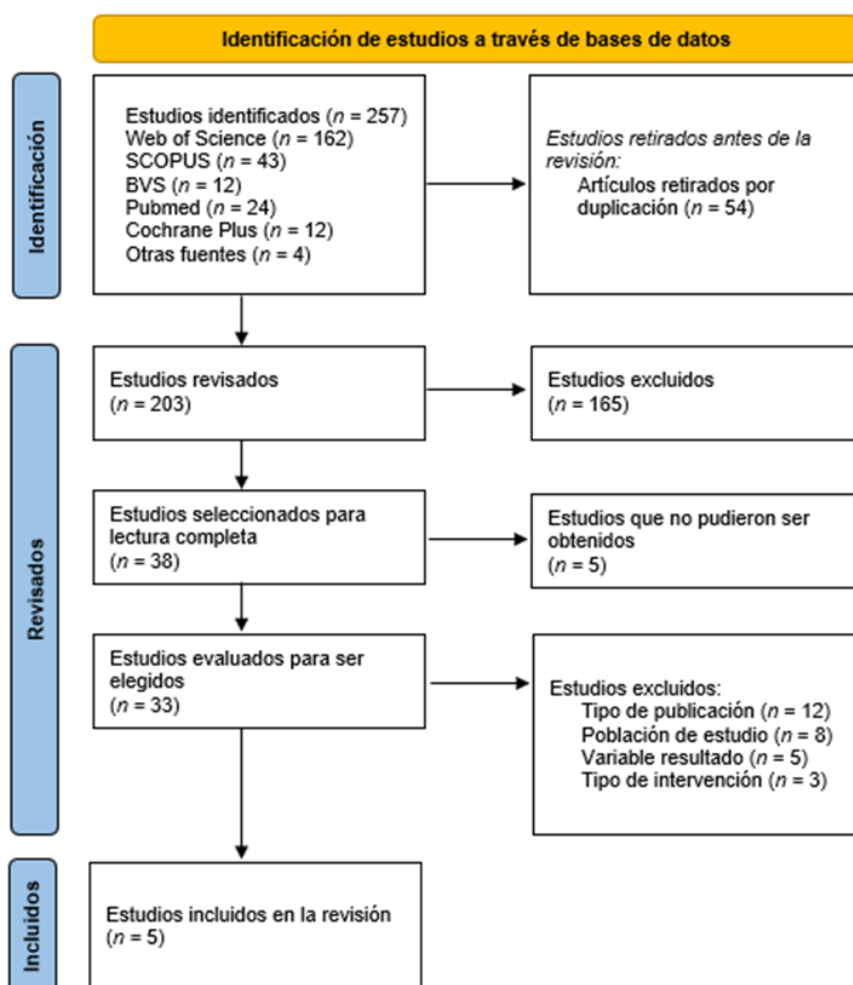 Identificación de estudios a través de bases de datos
Identificación
Estudios identificados (n = 257)
Web of Science (n = 162)
SCOPUS (n = 43)
BVS (n = 12)
Pubmed (n = 24)
Cochrane Plus (n = 12)
Otras fuentes (n = 4)
Estudios retirados antes de la
revisión:
Artículos retirados por
duplicación (n = 54)
Revisados
Estudios revisados
(n = 203)
Estudios excluidos
(n = 165)
Estudios seleccionados para
lectura completa
(n = 38)
Estudios que no pudieron ser
obtenidos
(n = 5)
Estudios evaluados para ser
elegidos
(n = 33)
Estudios excluidos:
Tipo de publicación (n = 12)
Población de estudio (n = 8)
Variable resultado (n = 5)
Tipo de intervención (n = 3)
Incluidos
Estudios incluidos en la revisión
(n = 5)